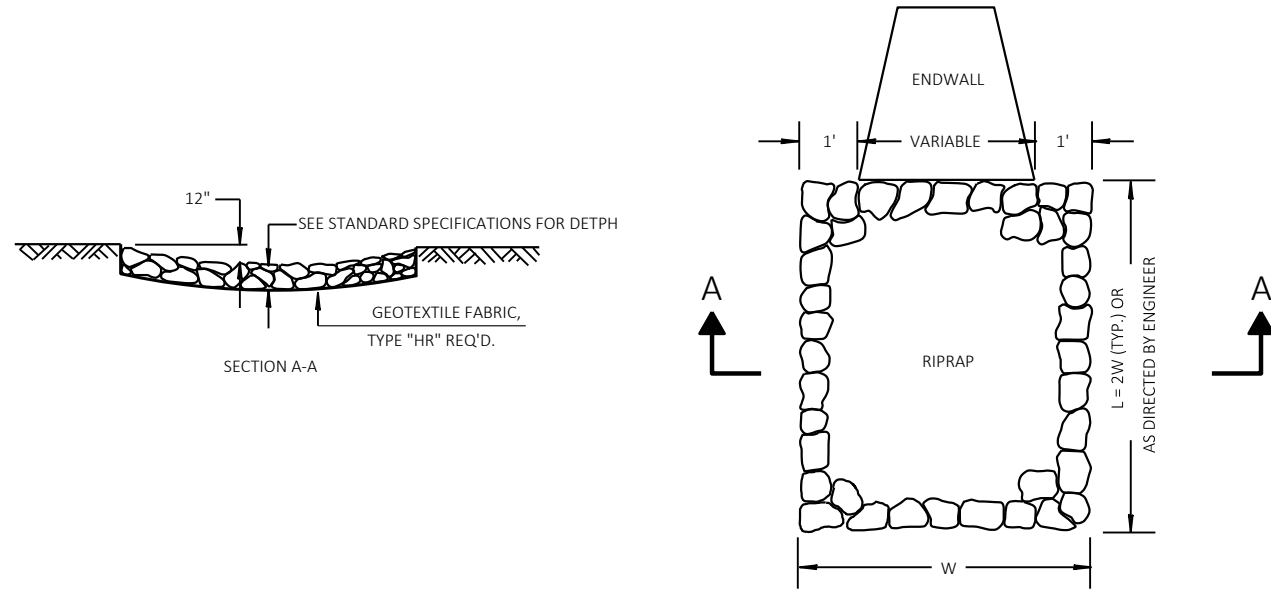 12"
SEE STANDARD SPECIFICATIONS FOR DETPH
GEOTEXTILE FABRIC,
TYPE "HR" REQ'D.
SECTION A-A
ENDWALL
1'
VARIABLE
1'
A
A
RIPRAP
L = 2W (TYP.) OR
AS DIRECTED BY ENGINEER
W